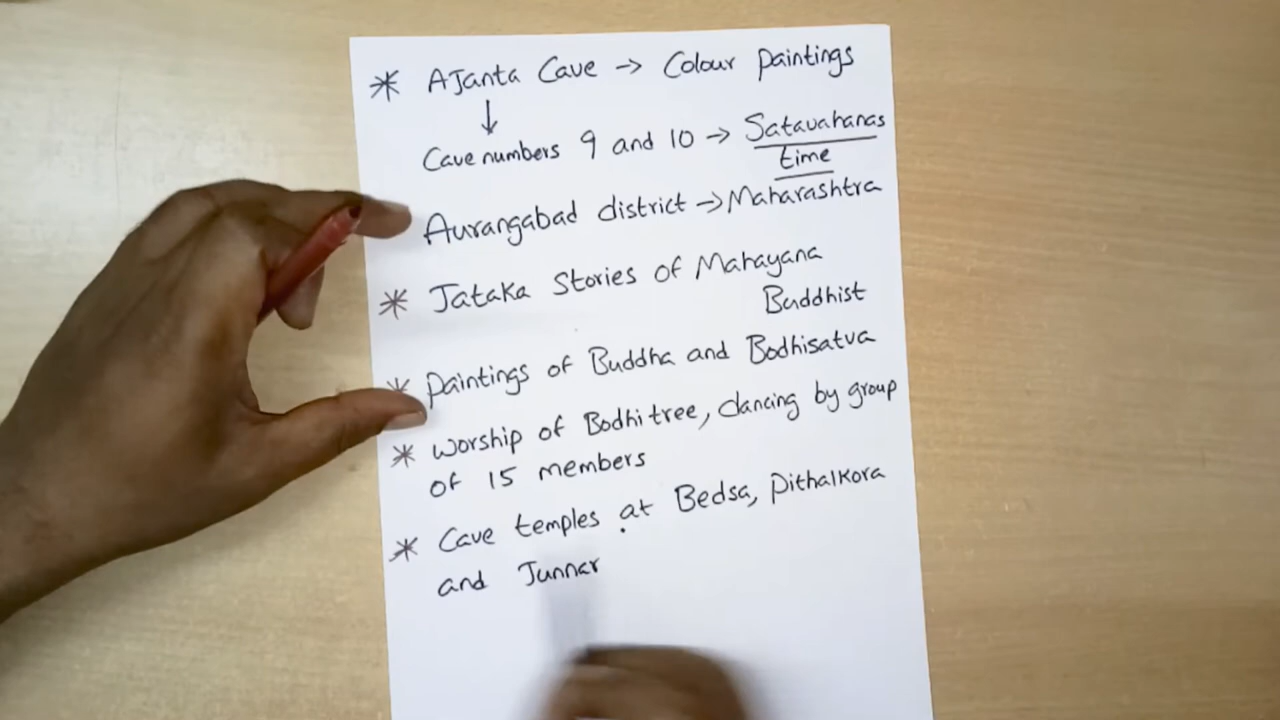 * AJanta Cave → Colour Paintings
↓
Cave numbers 9 and 10 → Satavahanas
time
Aurangabad district → Maharashtra
* Jataka Stories of Mahayana
Buddhist
* Paintings of Buddha and Bodhisatva
* Worship of Bodhi tree, dancing by group
of 15 members
* Cave temples at Bedsa, Pithalkora
and Junnar